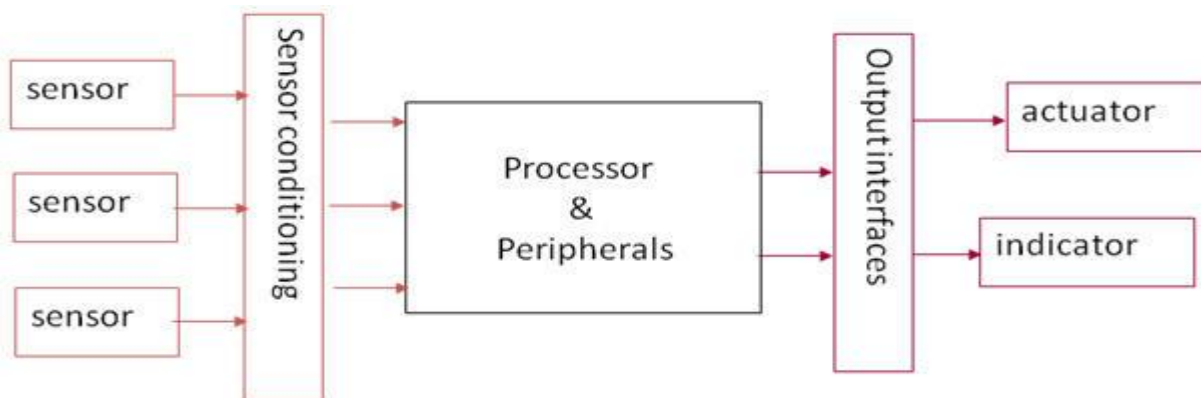 sensor
sensor
sensor
Sensor conditioning
Processor
&
Peripherals
Output interfaces
actuator
indicator